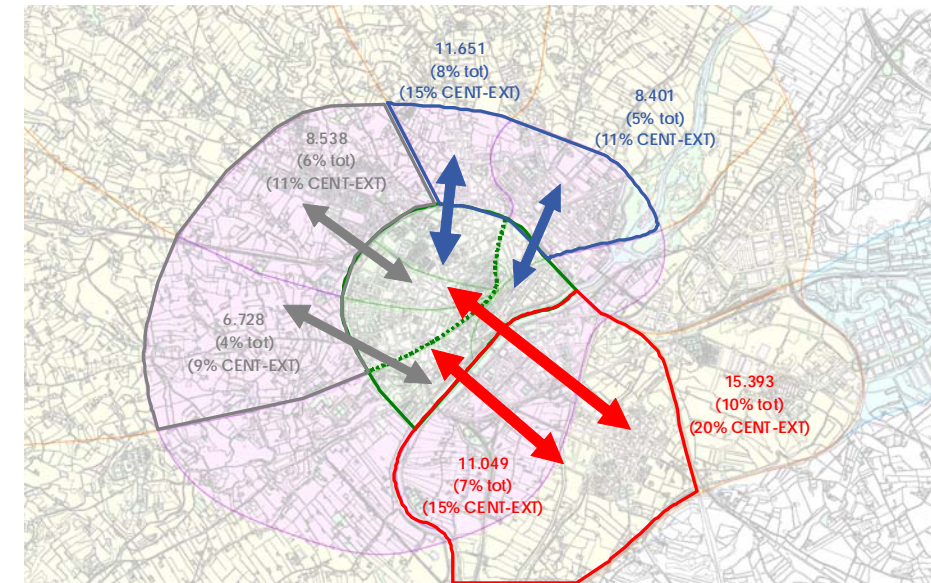 11.651
(8% tot)
(15% CENT-EXT)
8.401
(5% tot)
(11% CENT-EXT)
8.538
(6% tot)
(11% CENT-EXT)
6.728
(4% tot)
(9% CENT-EXT)
15.393
(10% tot)
(20% CENT-EXT)
11.049
(7% tot)
(15% CENT-EXT)